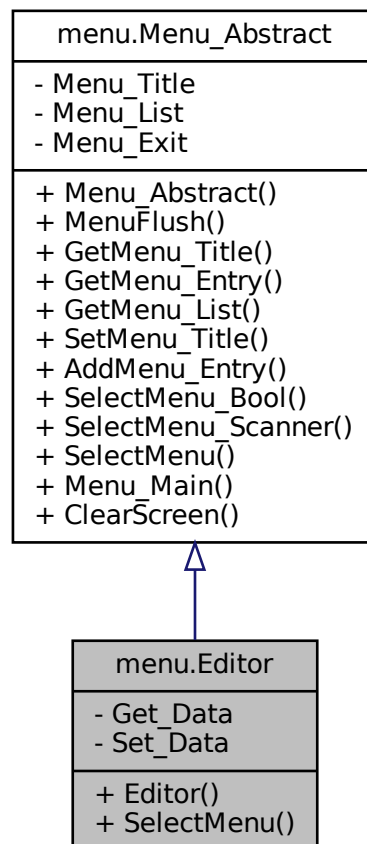 menu.Menu_Abstract
- Menu_Title
- Menu_List
- Menu_Exit
+ Menu_Abstract()
+ MenuFlush()
+ GetMenu_Title()
+ GetMenu_Entry()
+ GetMenu_List()
+ SetMenu_Title()
+ AddMenu_Entry()
+ SelectMenu_Bool()
+ SelectMenu_Scanner()
+ SelectMenu()
+ Menu_Main()
+ ClearScreen()
menu.Editor
- Get_Data
- Set_Data
+ Editor()
+ SelectMenu()